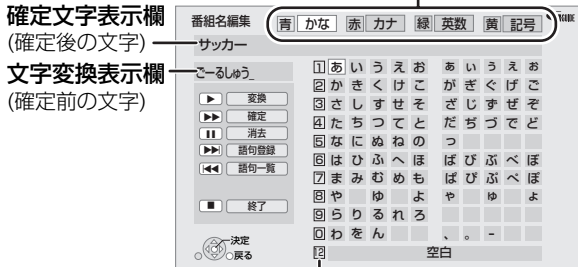 確定文字表示欄
(確定後の文字)
文字変換表示欄
(確定前の文字)
番組名編集 青 かな 赤 カナ 緑 英数 黄 記号
サッカー
ごーるしゅう_
▶ 変換
▶▶ 確定
❚❚ 消去
▶▶| 語句登録
|◀◀ 語句一覧
■ 終了
決定
戻る
1 あ い う え お ぁ ぃ ぅ ぇ ぉ
2 か き く け こ が ぎ ぐ げ ご
3 さ し す せ そ ざ じ ず ぜ ぞ
4 た ち つ て と だ ぢ づ で ど
5 な に ぬ ね の っ
6 は ひ ふ へ ほ ば び ぶ べ ぼ
7 ま み む め も ぱ ぴ ぷ ぺ ぽ
8 や ゆ よ ゃ ゅ ょ
9 ら り る れ ろ
0 わ を ん 、 。 -
12 空白